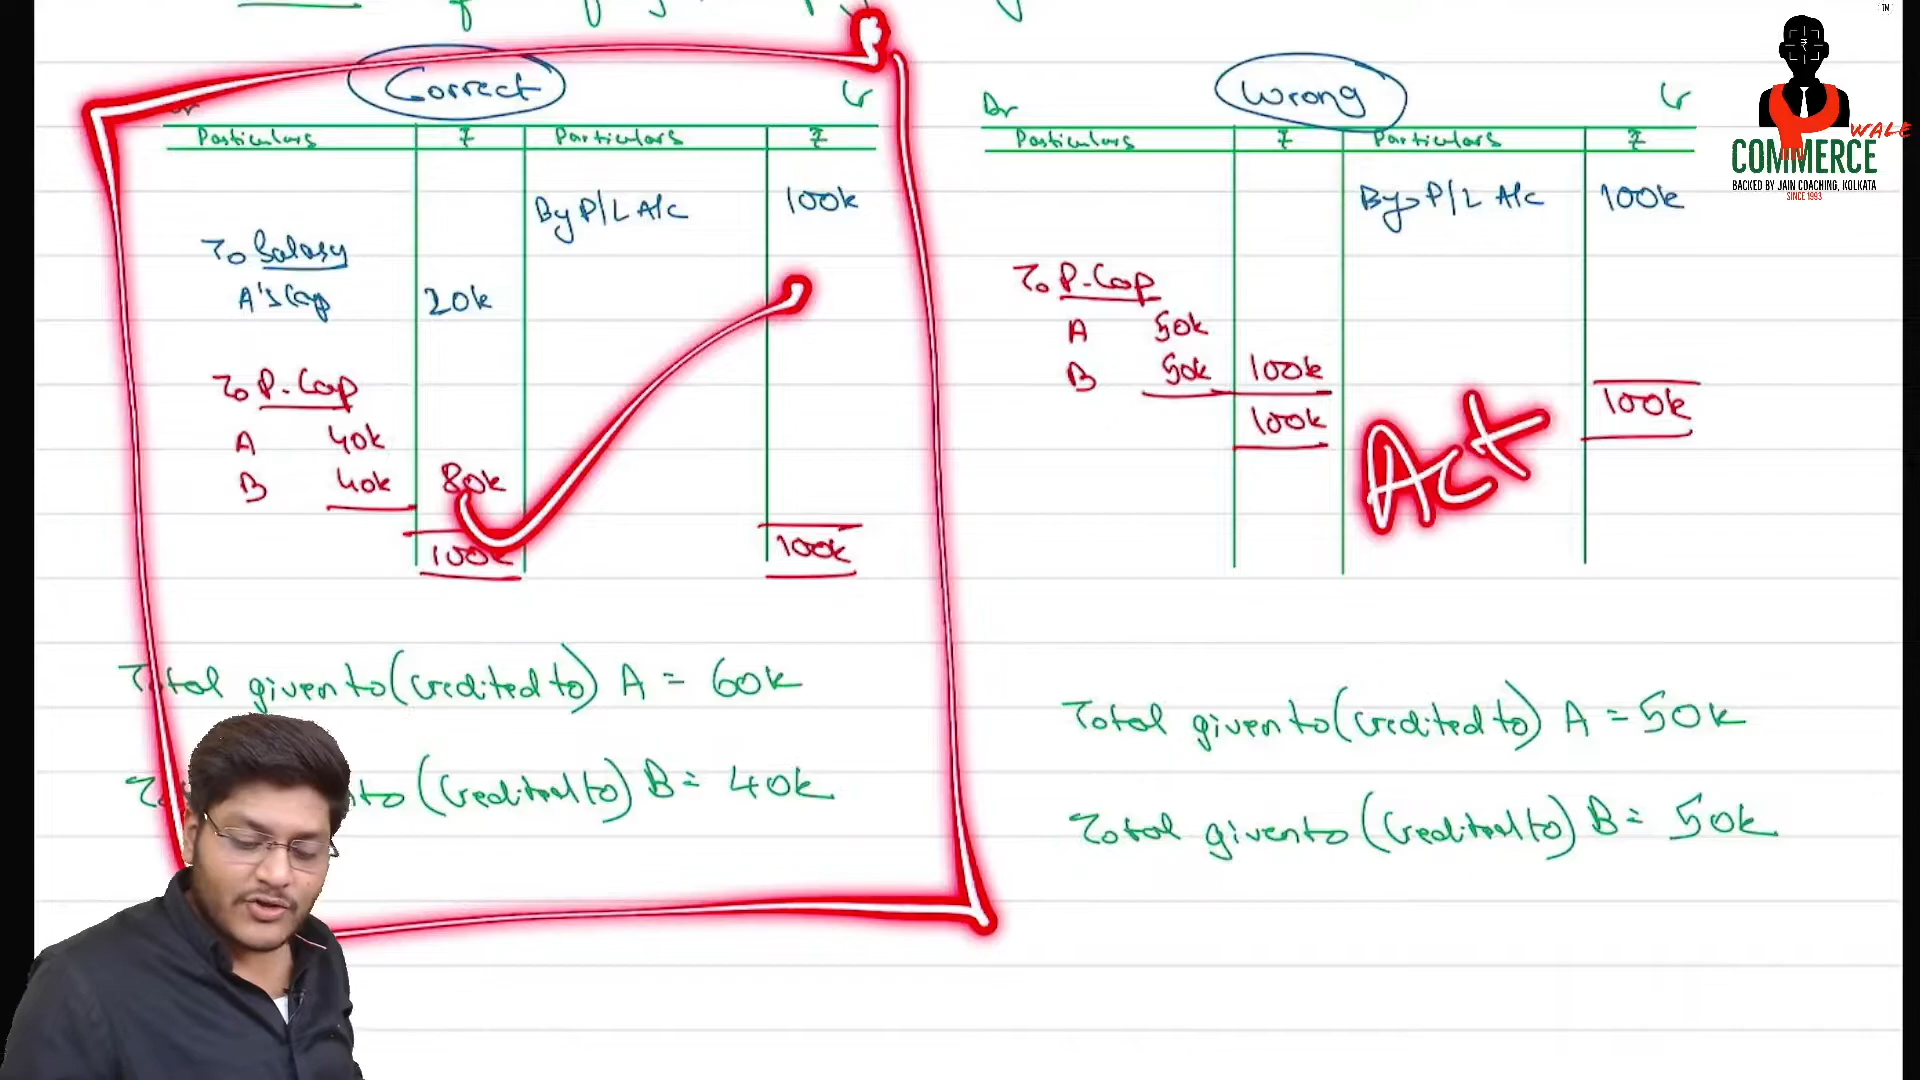 Correct
Cr
Particulars ₹ Particulars ₹
By P/L A/c 100k
To Salary
A's Cap 20k
To P. Cap
A 40k
B 40k 80k
100k 100k
Total given to (credited to) A = 60k
to (credited to) B = 40k
Wrong
Dr Cr
Particulars ₹ Particulars ₹
By P/L A/c 100k
To P. Cap
A 50k
B 50k 100k
100k 100k
Act
Total given to (credited to) A = 50k
Total given to (credited to) B = 50k
TM
COMMERCE WALE
BACKED BY JAIN COACHING, KOLKATA
SINCE 1993